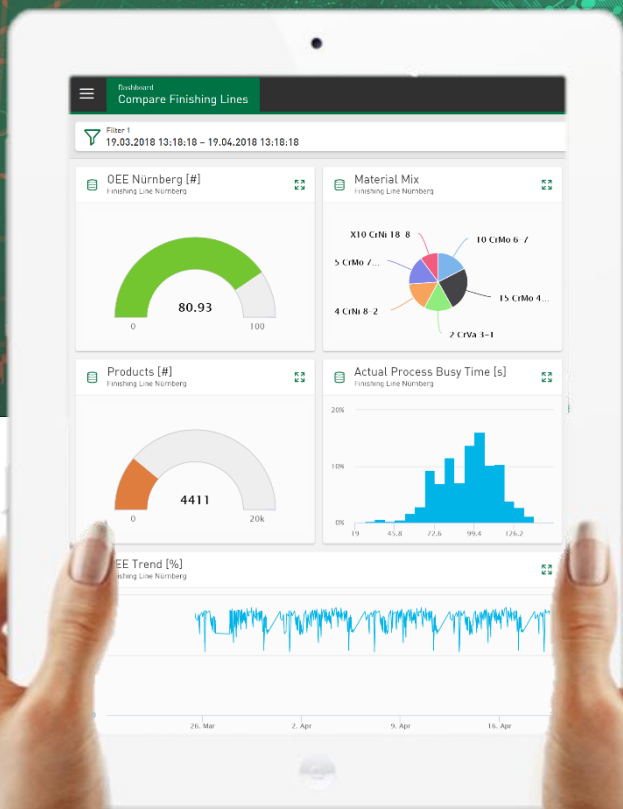 Dashboard
Compare Finishing Lines
Filter 1
19.03.2018 13:18:18 – 19.04.2018 13:18:18
OEE Nürnberg [#]
Finishing Line Nürnberg
80.93
0
100
Material Mix
Finishing Line Nürnberg
X10 CrNi 18-8
10 CrMo 6-7
5 CrMo 7...
15 CrMo 4...
4 CrNi 8-2
2 CrVa 3-1
Products [#]
Finishing Line Nürnberg
4411
0
20k
Actual Process Busy Time [s]
Finishing Line Nürnberg
20%
10%
0%
19
45.8
72.6
99.4
126.2
EE Trend [%]
ishing Line Nürnberg
26. Mar
2. Apr
9. Apr
16. Apr